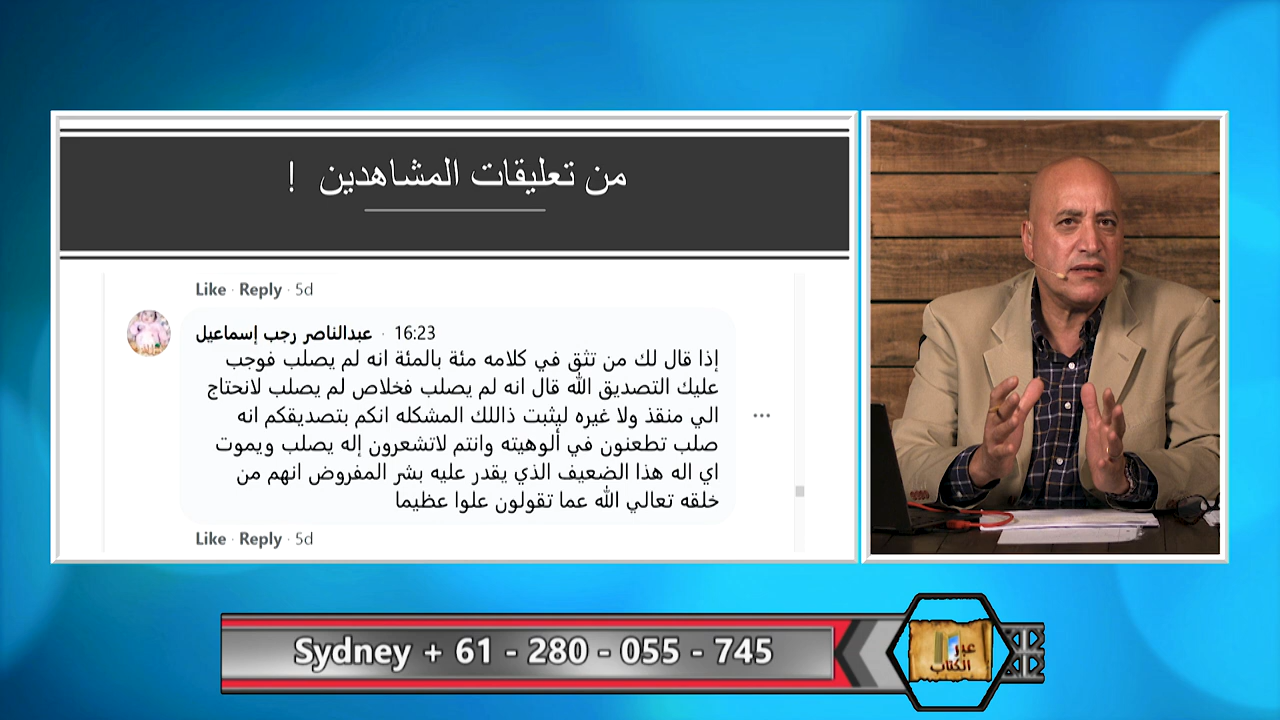 من تعليقات المشاهدين !
Like · Reply · 5d
عبدالناصر رجب إسماعيل · 16:23
إذا قال لك من تثق في كلامه مئة بالمئة انه لم يصلب فوجب
عليك التصديق الله قال انه لم يصلب فخلاص لم يصلب لانحتاج
الي منقذ ولا غيره ليثبت ذاللك المشكله انكم بتصديقكم انه
صلب تطعنون في ألوهيته وانتم لاتشعرون إله يصلب ويموت
اي اله هذا الضعيف الذي يقدر عليه بشر المفروض انهم من
خلقه تعالي الله عما تقولون علوا عظيما
Like · Reply · 5d
Sydney + 61 - 280 - 055 - 745
عبر
الكتاب